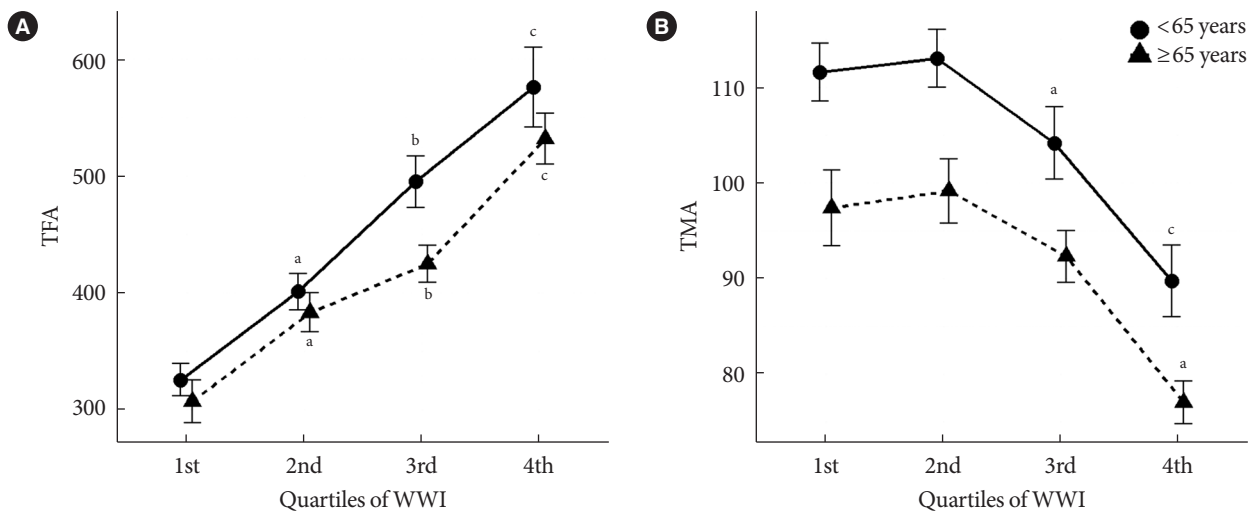 A
TFA
600
500
400
300
a
b
c
a
b
c
1st
2nd
3rd
4th
Quartiles of WWI
B
<65 years
≥65 years
TMA
110
100
90
80
a
c
a
1st
2nd
3rd
4th
Quartiles of WWI